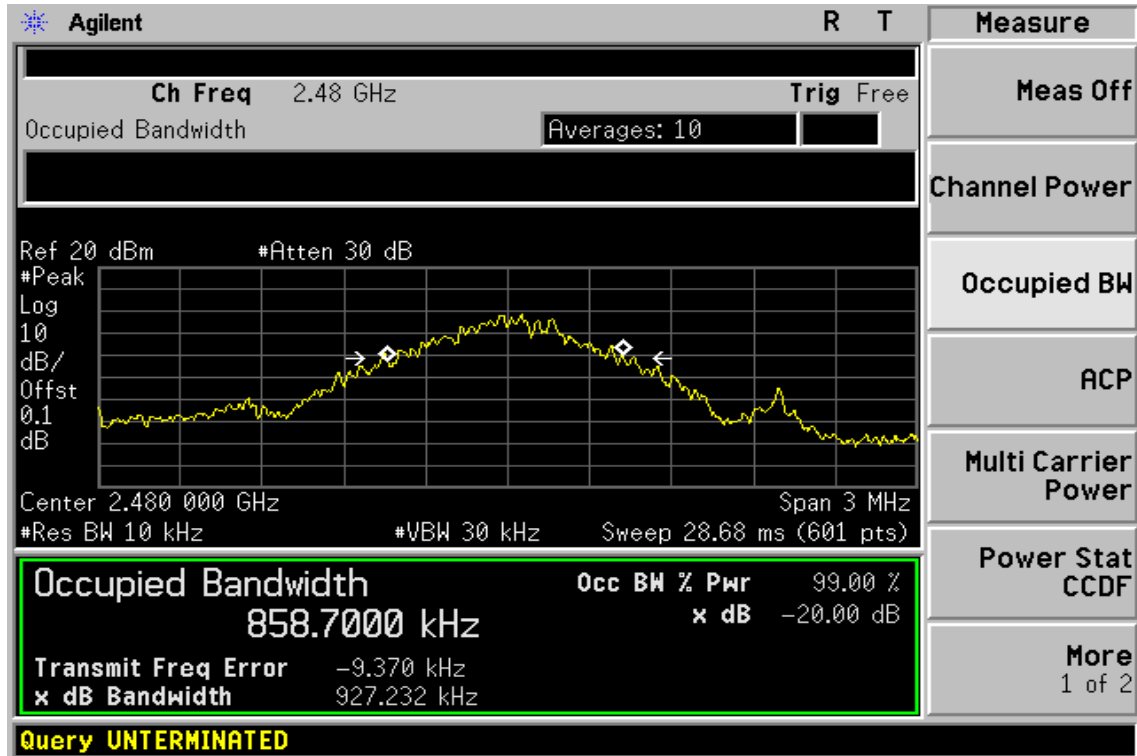 Agilent R T
Ch Freq 2.48 GHz Trig Free
Occupied Bandwidth Averages: 10
Ref 20 dBm #Atten 30 dB
#Peak
Log
10
dB/
Offst
0.1
dB
Center 2.480 000 GHz Span 3 MHz
#Res BW 10 kHz #VBW 30 kHz Sweep 28.68 ms (601 pts)
Occupied Bandwidth Occ BW % Pwr 99.00 %
858.7000 kHz x dB -20.00 dB
Transmit Freq Error -9.370 kHz
x dB Bandwidth 927.232 kHz
Query UNTERMINATED
Measure
Meas Off
Channel Power
Occupied BW
ACP
Multi Carrier
Power
Power Stat
CCDF
More
1 of 2